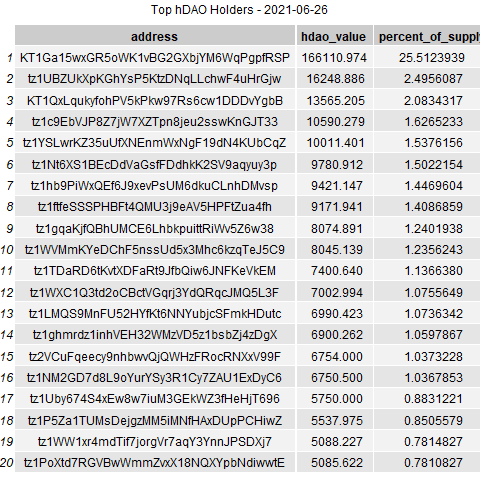 Top hDAO Holders - 2021-06-26
address hdao_value percent_of_supply
1 KT1Ga15wxGR5oWK1vBG2GXbjYM6WqPgpfRSP 166110.974 25.5123939
2 tz1UBZUkXpKGhYsP5KtzDNqLLchwF4uHrGjw 16248.886 2.4956087
3 KT1QxLqukyfohPV5kPkw97Rs6cw1DDDvYgbB 13565.205 2.0834317
4 tz1c9EbVJP8Z7jW7XZTpn8jeu2sswKnGJT33 10590.279 1.6265233
5 tz1YSLwrKZ35uUfXNEnmWxNgF19dN4KUbCqZ 10011.401 1.5376156
6 tz1Nt6XS1BEcDdVaGsfFDdhkK2SV9aqyuy3p 9780.912 1.5022154
7 tz1hb9PiWxQEf6J9xevPsUM6dkuCLnhDMvsp 9421.147 1.4469604
8 tz1ftfeSSSPHBFt4QMU3j9eAV5HPFtZua4fh 9171.941 1.4086859
9 tz1gqaKjfQBhUMCE6LhbkpuittRiWv5Z6w38 8074.891 1.2401938
10 tz1WVMmKYeDChF5nssUd5x3Mhc6kzqTeJ5C9 8045.139 1.2356243
11 tz1TDaRD6tKvtXDFaRt9JfbQiw6JNFKeVkEM 7400.640 1.1366380
12 tz1WXC1Q3td2oCBctVGqrj3YdQRqcJMQ5L3F 7002.994 1.0755649
13 tz1LMQS9MnFU52HYfKt6NNYubjcSFmkHDutc 6990.423 1.0736342
14 tz1ghmrdz1inhVEH32WMzVD5z1bsbZj4zDgX 6900.262 1.0597867
15 tz2VCuFqeecy9nhbwvQjQWHzFRocRNXxV99F 6754.000 1.0373228
16 tz1NM2GD7d8L9oYurYSy3R1Cy7ZAU1ExDyC6 6750.500 1.0367853
17 tz1Uby674S4xEw8w7iuM3GEkWZ3fHeHjT696 5750.000 0.8831221
18 tz1P5Za1TUMsDejgzMM5iMNfHAxDUpPCHiwZ 5537.975 0.8505579
19 tz1WW1xr4mdTif7jorgVr7aqY3YnnJPSDXj7 5088.227 0.7814827
20 tz1PoXtd7RGVBwWmmZvxX18NQXYpbNdiwwtE 5085.622 0.7810827